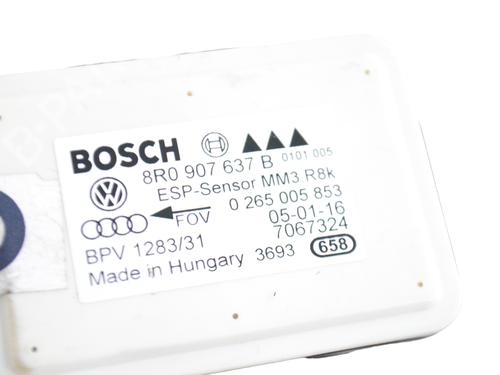 BOSCH
8R0 907 637 B 0101 005
ESP-Sensor MM3 R8k
FOV 0 265 005 853
05-01-16
BPV 1283/31 7067324
Made in Hungary 3693 658